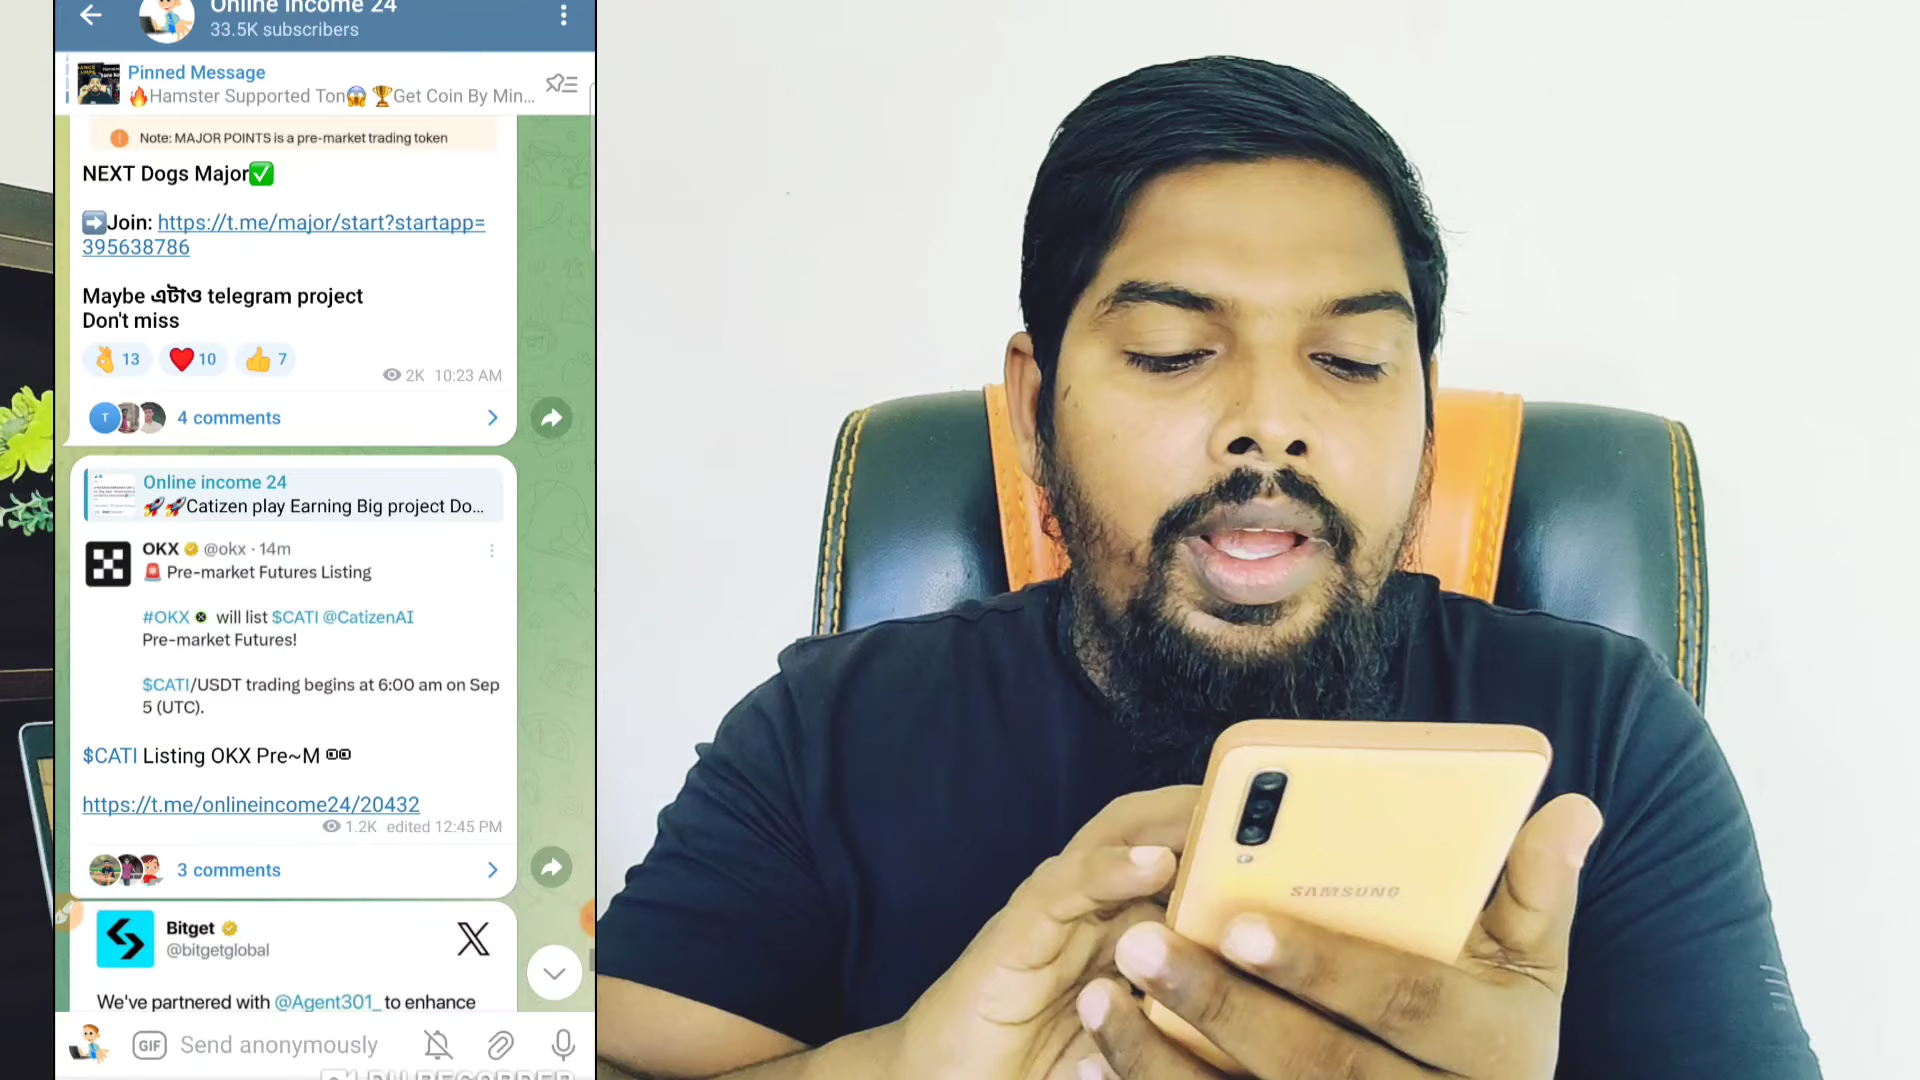 Online income 24
33.5K subscribers
Pinned Message
🔥Hamster Supported Ton😱 🏆Get Coin By Min...
Note: MAJOR POINTS is a pre-market trading token
NEXT Dogs Major✅
➡️Join: https://t.me/major/start?startapp=
395638786
Maybe এটাও telegram project
Don't miss
👌 13 ❤️ 10 👍 7
2K 10:23 AM
T
4 comments
Online income 24
🚀🚀Catizen play Earning Big project Do...
OKX @okx · 14m
🚨 Pre-market Futures Listing
#OKX will list $CATI @CatizenAI
Pre-market Futures!
$CATI/USDT trading begins at 6:00 am on Sep
5 (UTC).
$CATI Listing OKX Pre~M
https://t.me/onlineincome24/20432
1.2K edited 12:45 PM
3 comments
Bitget
@bitgetglobal
X
We've partnered with @Agent301_ to enhance
GIF Send anonymously
DU RECORDER
SAMSUNG